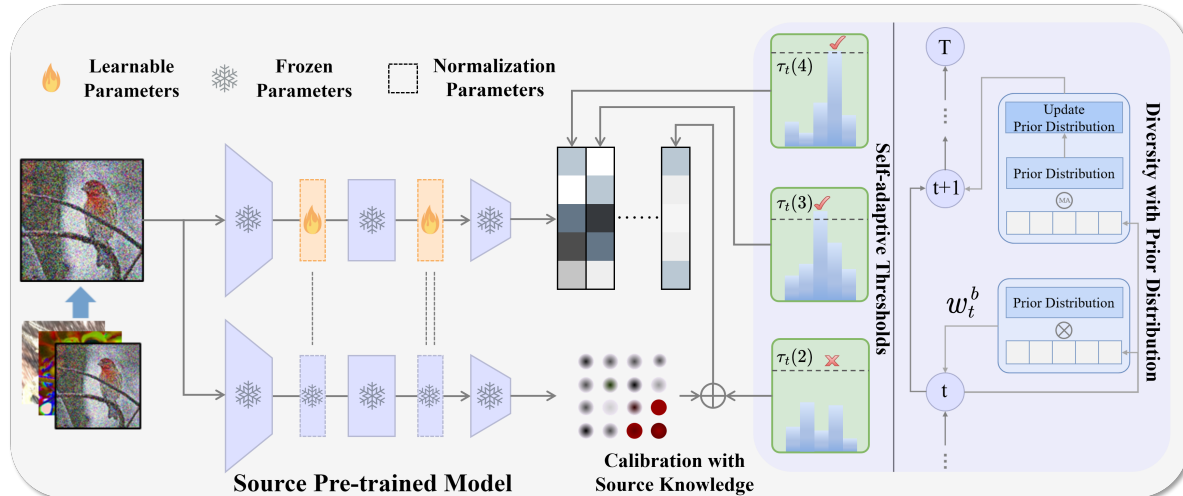 Learnable
Parameters
Frozen
Parameters
Normalization
Parameters
Source Pre-trained Model
Calibration with
Source Knowledge
τₜ(4)
τₜ(3)
τₜ(2)
Self-adaptive Thresholds
T
t+1
t
wₜᵇ
Update
Prior Distribution
Prior Distribution
MA
Prior Distribution
Diversity with Prior Distribution